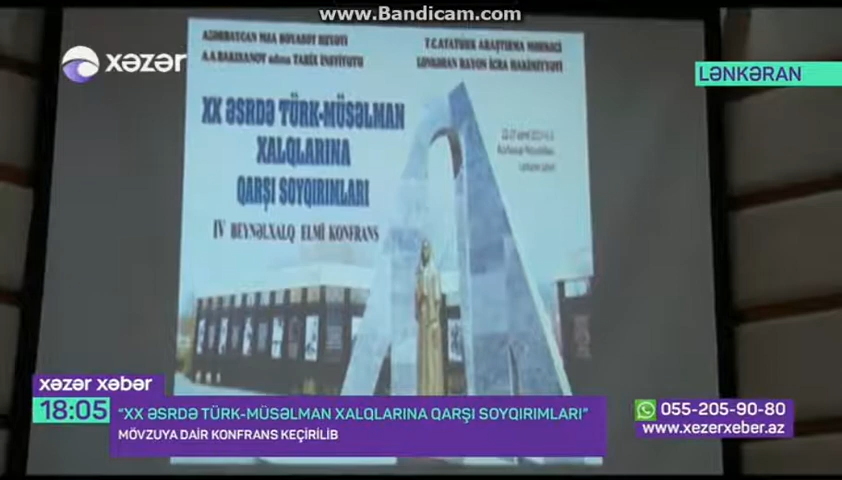 www.Bandicam.com
xəzər
LƏNKƏRAN
AZƏRBAYCAN MEA RƏYASƏT HEYƏTİ
A.A.BAKIXANOV adına TARİX İNSTİTUTU
T.C.ATATÜRK ARAŞTIRMA MERKEZİ
LƏNKƏRAN RAYON İCRA HAKİMİYYƏTİ
XX ƏSRDƏ TÜRK-MÜSƏLMAN
XALQLARINA
QARŞI SOYQIRIMLARI
IV BEYNƏLXALQ ELMİ KONFRANS
xəzər xəbər
18:05
"XX ƏSRDƏ TÜRK-MÜSƏLMAN XALQLARINA QARŞI SOYQIRIMLARI"
MÖVZUYA DAİR KONFRANS KEÇİRİLİB
055-205-90-80
www.xezerxeber.az